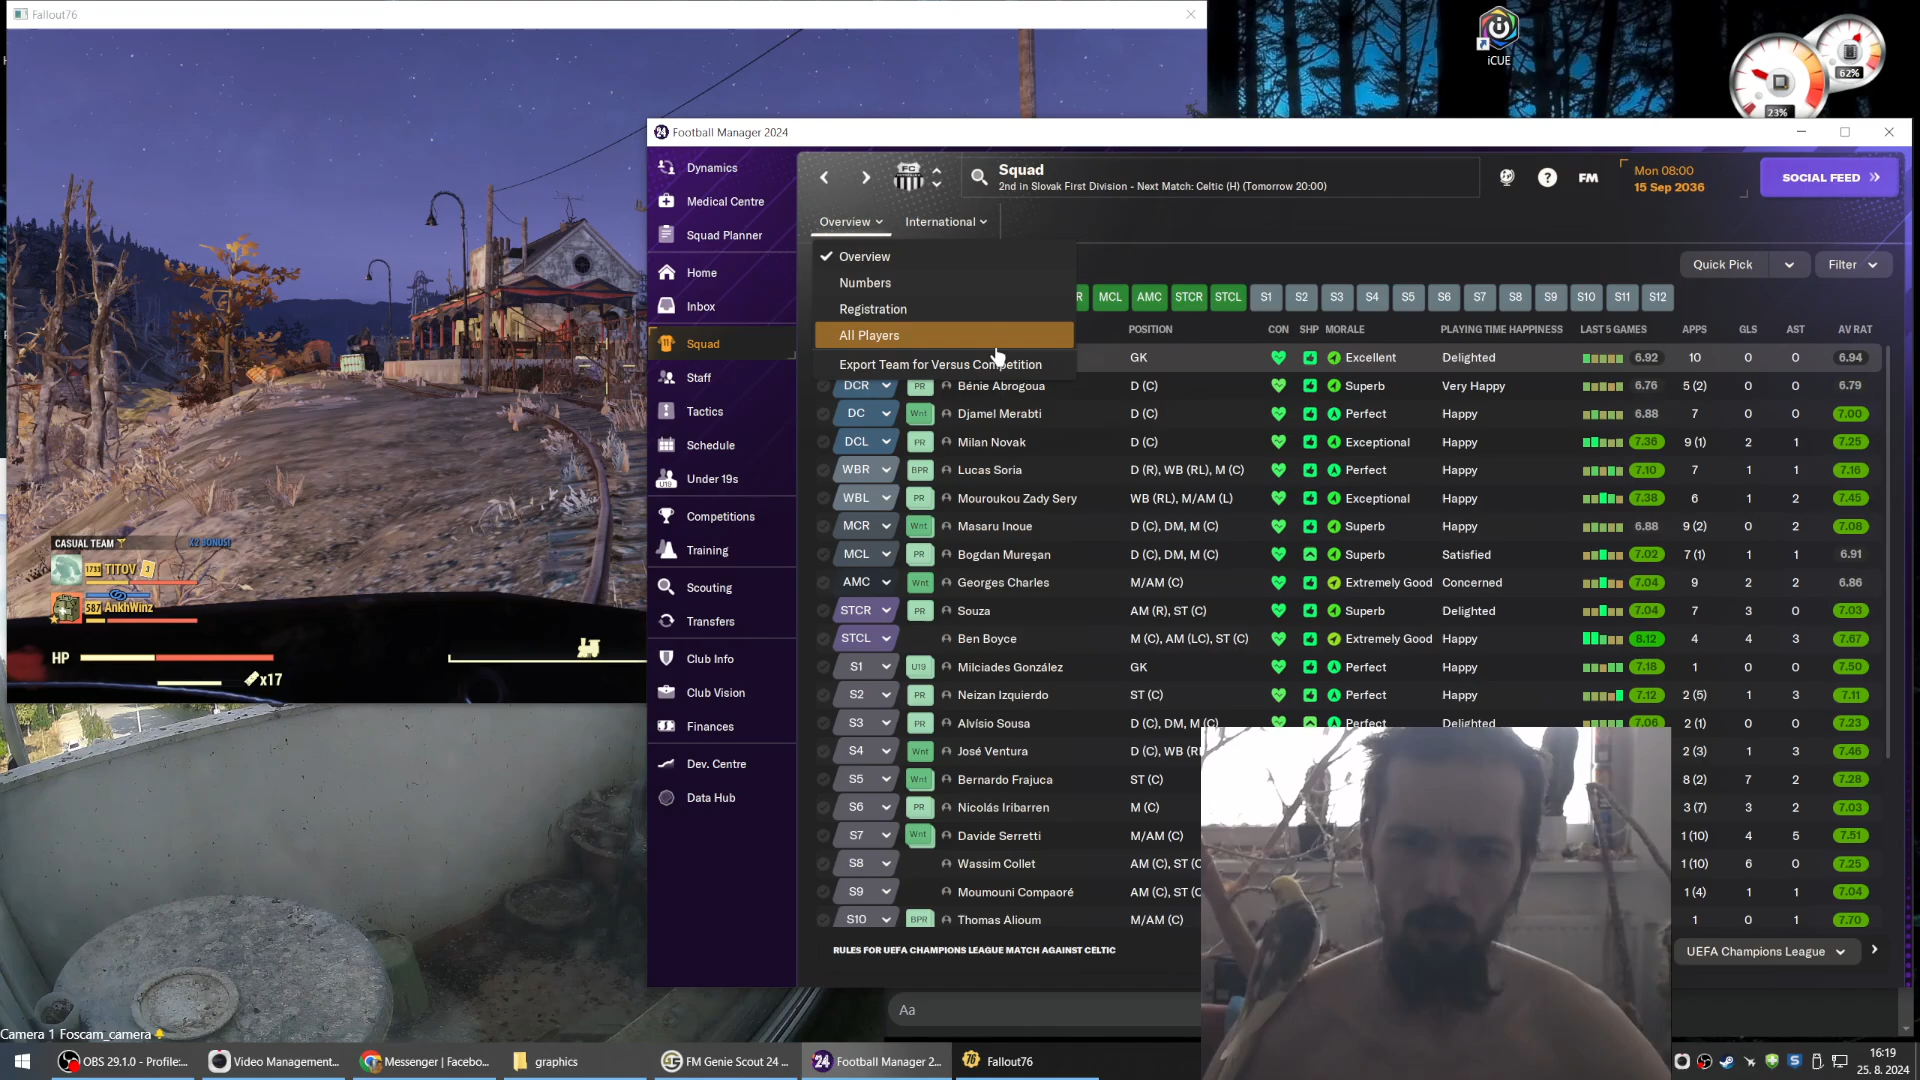 Fallout76
iCUE
62%
23%
CASUAL TEAM
X2 BONUS!
1733 TITOV 3
587 AnkhWinz
HP
x17
Camera 1 Foscam_camera
24 Football Manager 2024
Dynamics
Medical Centre
Squad Planner
Home
Inbox
Squad
Staff
Tactics
Schedule
Under 19s
Competitions
Training
Scouting
Transfers
Club Info
Club Vision
Finances
Dev. Centre
Data Hub
Squad
2nd in Slovak First Division - Next Match: Celtic (H) (Tomorrow 20:00)
FM
Mon 08:00
15 Sep 2036
SOCIAL FEED
Overview International
Overview
Numbers
Registration
All Players
Export Team for Versus Competition
Quick Pick Filter
R MCL AMC STCR STCL S1 S2 S3 S4 S5 S6 S7 S8 S9 S10 S11 S12
POSITION CON SHP MORALE PLAYING TIME HAPPINESS LAST 5 GAMES APPS GLS AST AV RAT
GK Excellent Delighted 6.92 10 0 0 6.94
DCR PR Bénie Abrogoua D (C) Superb Very Happy 6.76 5 (2) 0 0 6.79
DC Wnt Djamel Merabti D (C) Perfect Happy 6.88 7 0 0 7.00
DCL PR Milan Novak D (C) Exceptional Happy 7.36 9 (1) 2 1 7.25
WBR BPR Lucas Soria D (R), WB (RL), M (C) Perfect Happy 7.10 7 1 1 7.16
WBL PR Mouroukou Zady Sery WB (RL), M/AM (L) Exceptional Happy 7.38 6 1 2 7.45
MCR Wnt Masaru Inoue D (C), DM, M (C) Superb Happy 6.88 9 (2) 0 2 7.08
MCL PR Bogdan Mureşan D (C), DM, M (C) Superb Satisfied 7.02 7 (1) 1 1 6.91
AMC Wnt Georges Charles M/AM (C) Extremely Good Concerned 7.04 9 2 2 6.86
STCR PR Souza AM (R), ST (C) Superb Delighted 7.04 7 3 0 7.03
STCL Ben Boyce M (C), AM (LC), ST (C) Extremely Good Happy 8.12 4 4 3 7.67
S1 U19 Milciades González GK Perfect Happy 7.18 1 0 0 7.50
S2 PR Neizan Izquierdo ST (C) Perfect Happy 7.12 2 (5) 1 3 7.11
S3 PR Alvísio Sousa D (C), DM, M (C) Perfect Delighted 7.06 2 (1) 0 0 7.23
S4 Wnt José Ventura D (C), WB (R 2 (3) 1 3 7.46
S5 Wnt Bernardo Frajuca ST (C) 8 (2) 7 2 7.28
S6 PR Nicolás Iribarren M (C) 3 (7) 3 2 7.03
S7 Wnt Davide Serretti M/AM (C) 1 (10) 4 5 7.51
S8 Wassim Collet AM (C), ST (C 1 (10) 6 0 7.25
S9 Moumouni Compaoré AM (C), ST (C 1 (4) 1 1 7.04
S10 BPR Thomas Alioum M/AM (C) 1 0 1 7.70
RULES FOR UEFA CHAMPIONS LEAGUE MATCH AGAINST CELTIC
UEFA Champions League
Aa
OBS 29.1.0 - Profile:...
Video Management...
Messenger | Facebo...
graphics
FM Genie Scout 24 ...
Football Manager 2...
Fallout76
16:19
25. 8. 2024